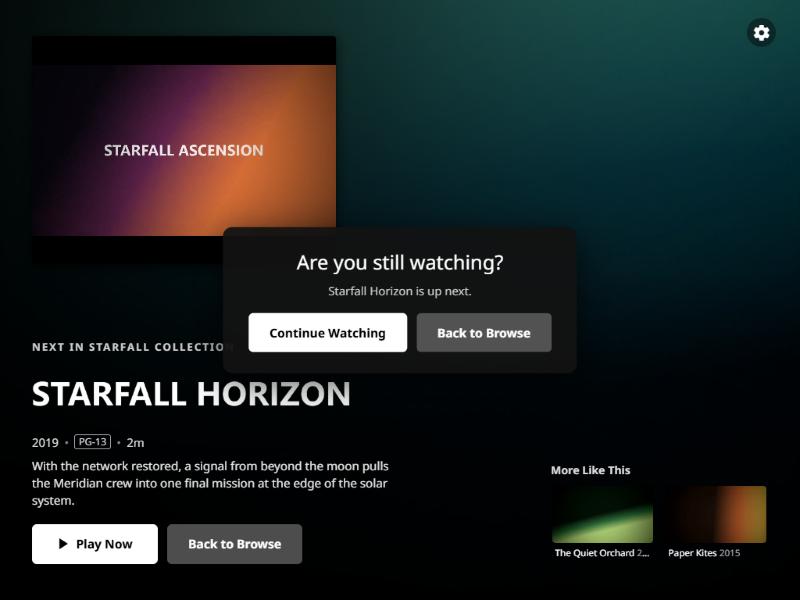 STARFALL ASCENSION
Are you still watching?
Starfall Horizon is up next.
Continue Watching
Back to Browse
NEXT IN STARFALL COLLECTION
STARFALL HORIZON
2019 • PG-13 • 2m
With the network restored, a signal from beyond the moon pulls
the Meridian crew into one final mission at the edge of the solar
system.
Play Now
Back to Browse
More Like This
The Quiet Orchard 2...
Paper Kites 2015